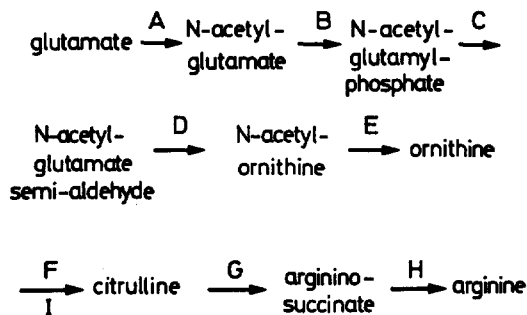 A B C
glutamate N-acetyl-glutamate N-acetyl-glutamyl-phosphate
D E
N-acetyl-glutamate semi-aldehyde N-acetyl-ornithine ornithine
F G H
citrulline arginino-succinate arginine
I